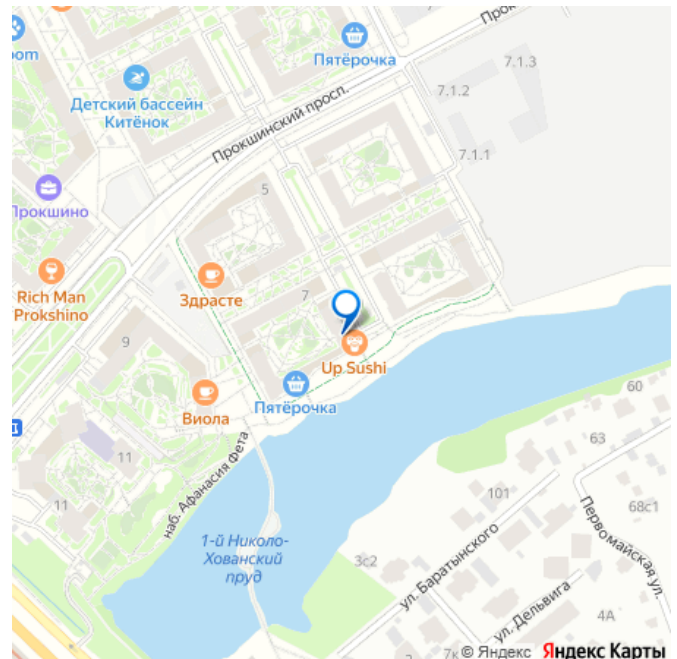 Про
7.1.3
Пятёрочка
oom
7.1.2
Детский бассейн
Китёнок
Прокшинский просп.
7.1.1
5
Прокшино
Здрасте
Rich Man
Prokshino
7
9
Up Sushi
Виола
Пятёрочка
60
63
11
наб. Афанасия Фета
101
11
68с1
1-й Николо-
Хованский
пруд
Первомайская ул.
3с2
ул. Баратынского
ул. Дельвига
4А
7к
© Яндекс Яндекс Карты